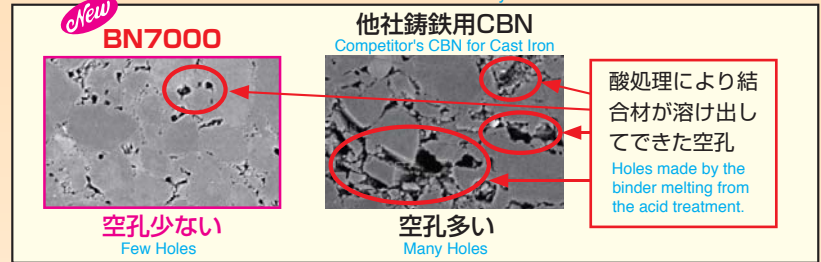 New
BN7000
他社鋳鉄用CBN
Competitor's CBN for Cast Iron
酸処理により結
合材が溶け出し
てできた空孔
Holes made by the
binder melting from
the acid treatment.
空孔少ない
Few Holes
空孔多い
Many Holes